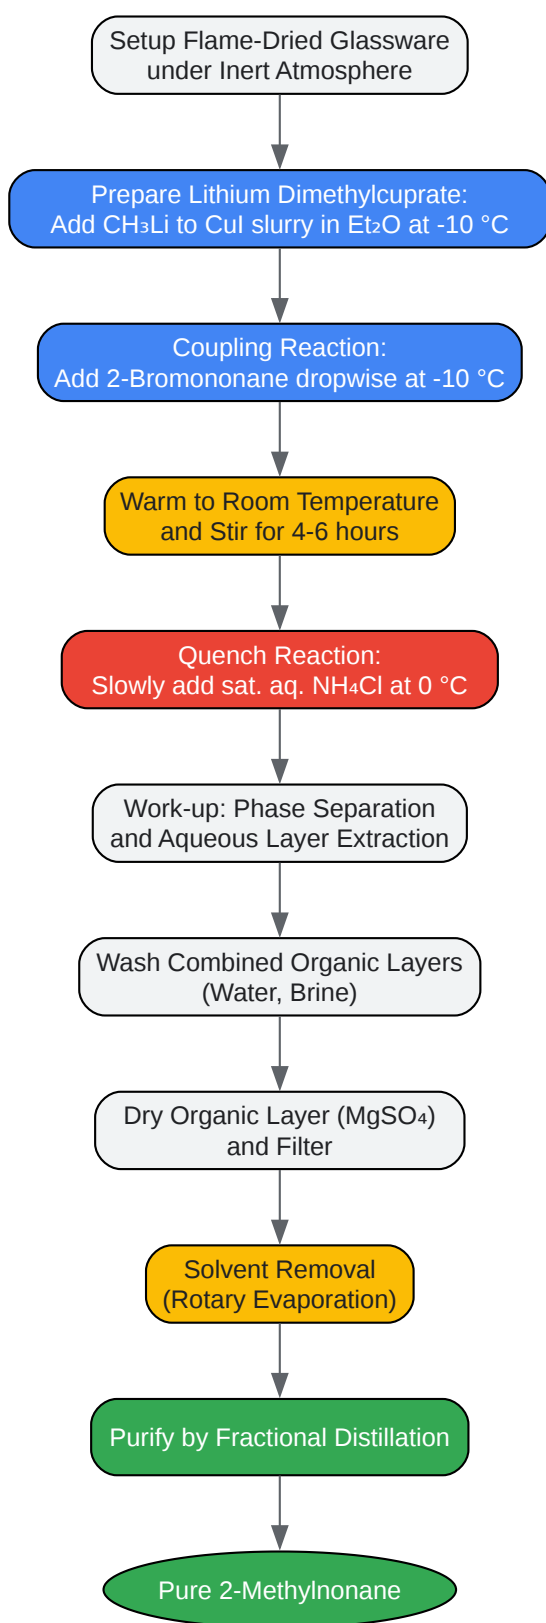 Setup Flame-Dried Glassware
under Inert Atmosphere
Prepare Lithium Dimethylcuprate:
Add CH₃Li to CuI slurry in Et₂O at -10 °C
Coupling Reaction:
Add 2-Bromononane dropwise at -10 °C
Warm to Room Temperature
and Stir for 4-6 hours
Quench Reaction:
Slowly add sat. aq. NH₄Cl at 0 °C
Work-up: Phase Separation
and Aqueous Layer Extraction
Wash Combined Organic Layers
(Water, Brine)
Dry Organic Layer (MgSO₄)
and Filter
Solvent Removal
(Rotary Evaporation)
Purify by Fractional Distillation
Pure 2-Methylnonane